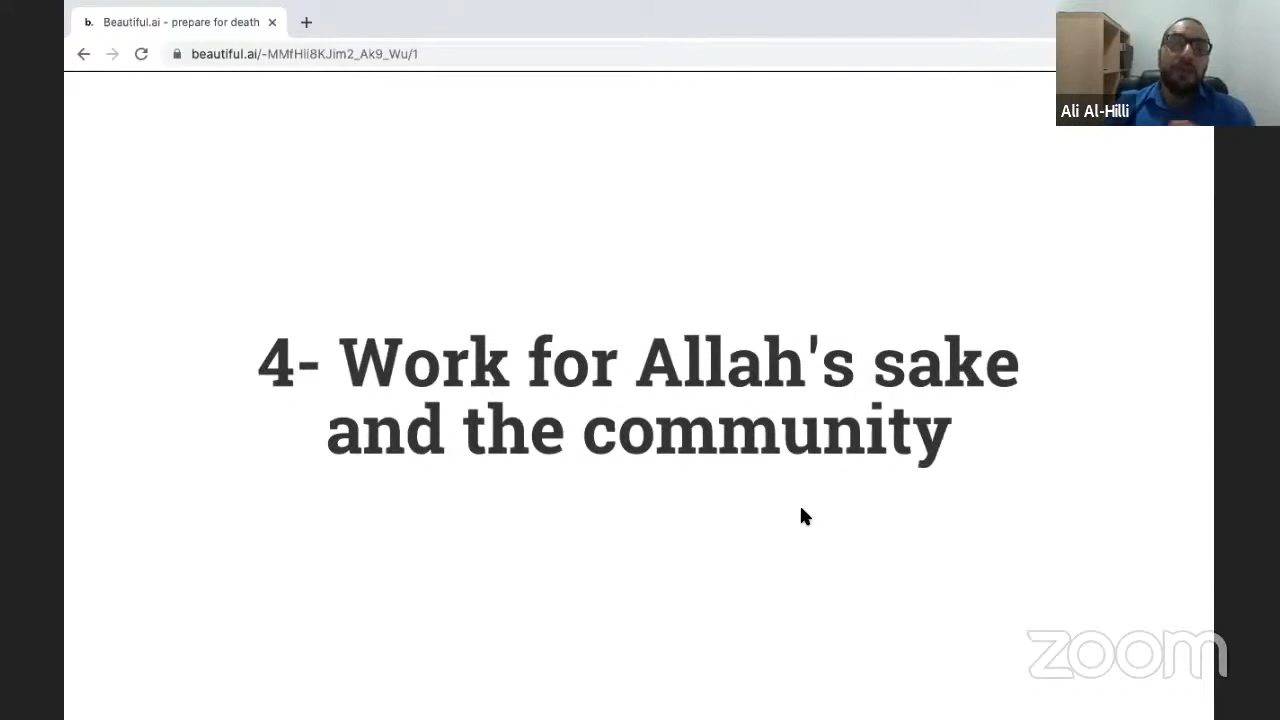 b. Beautiful.ai - prepare for death
beautiful.ai/-MMfHii8KJim2_Ak9_Wu/1
Ali Al-Hilli
4- Work for Allah's sake
and the community
zoom